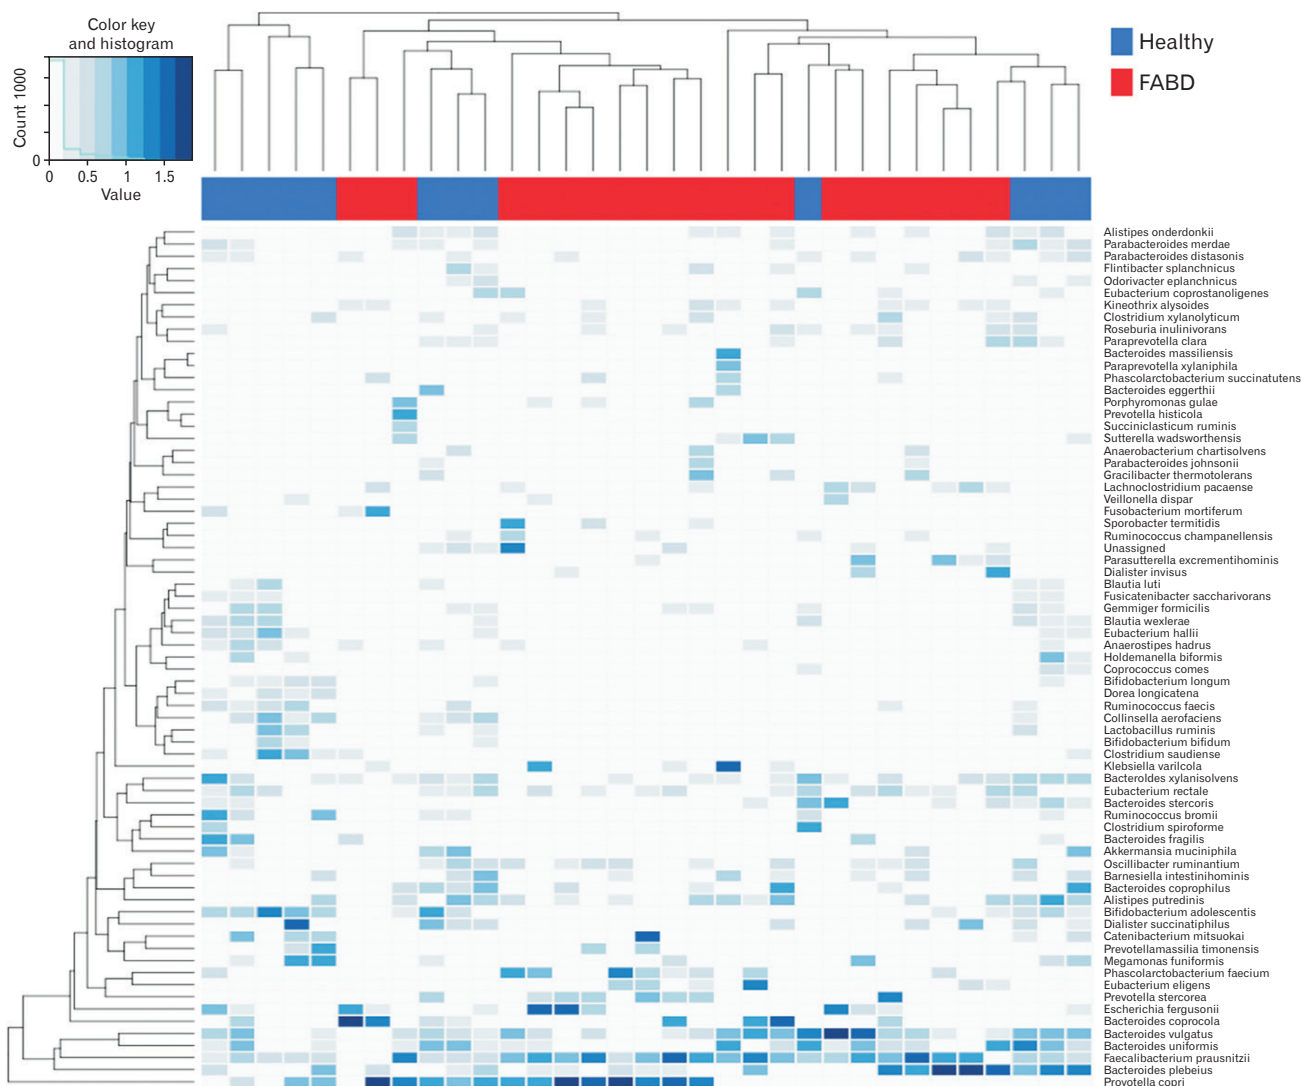 Color key
and histogram
Count 1000
0
0 0.5 1 1.5
Value
Healthy
FABD
Alistipes onderdonkii
Parabacteroides merdae
Parabacteroides distasonis
Flintibacter splanchnicus
Odorivacter eplanchnicus
Eubacterium coprostanoligenes
Kineothrix alysoides
Clostridium xylanolyticum
Roseburia inulinivorans
Paraprevotella clara
Bacteroides massiliensis
Paraprevotella xylaniphila
Phascolarctobacterium succinatutens
Bacteroides eggerthii
Porphyromonas gulae
Prevotella histicola
Succiniclasticum ruminis
Sutterella wadsworthensis
Anaerobacterium chartisolvens
Parabacteroides johnsonii
Gracilibacter thermotolerans
Lachnoclostridium pacaense
Veillonella dispar
Fusobacterium mortiferum
Sporobacter termitidis
Ruminococcus champanellensis
Unassigned
Parasutterella excrementihominis
Dialister invisus
Blautia luti
Fusicatenibacter saccharivorans
Gemmiger formicilis
Blautia wexlerae
Eubacterium hallii
Anaerostipes hadrus
Holdemanella biformis
Coprococcus comes
Bifidobacterium longum
Dorea longicatena
Ruminococcus faecis
Collinsella aerofaciens
Lactobacillus ruminis
Bifidobacterium bifidum
Clostridium saudiense
Klebsiella varilcola
Bacteroldes xylanisolvens
Eubacterium rectale
Bacteroides stercoris
Ruminococcus bromii
Clostridium spiroforme
Bacteroides fragilis
Akkermansia muciniphila
Oscillibacter ruminantium
Barnesiella intestinihominis
Bacteroides coprophilus
Alistipes putredinis
Bifidobacterium adolescentis
Dialister succinatiphilus
Catenibacterium mitsuokai
Prevotellamassilia timonensis
Megamonas funiformis
Phascolarctobacterium faecium
Eubacterium eligens
Prevotella stercorea
Escherichia fergusonii
Bacteroides coprocola
Bacteroides vulgatus
Bacteroides uniformis
Faecalibacterium prausnitzii
Bacteroides plebeius
Provotella copri